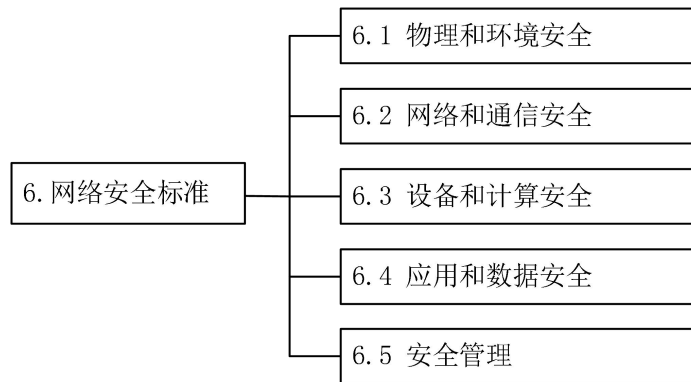 6.1 物理和环境安全
6.2 网络和通信安全
6.网络安全标准
6.3 设备和计算安全
6.4 应用和数据安全
6.5 安全管理